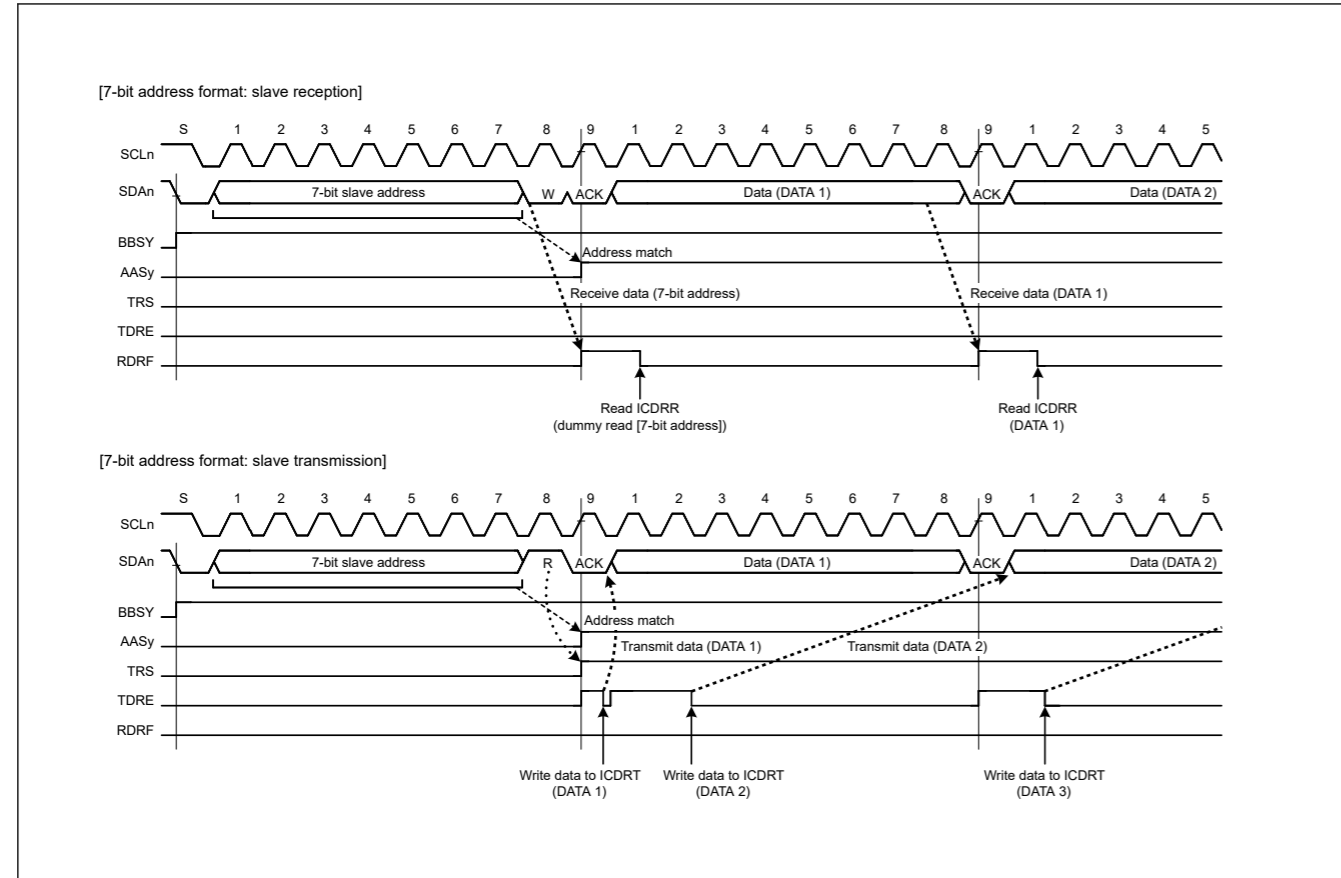 [7-bit address format: slave reception]
S 1 2 3 4 5 6 7 8 9 1 2 3 4 5 6 7 8 9 1 2 3 4 5
SCLn
SDAn 7-bit slave address W ACK Data (DATA 1) ACK Data (DATA 2)
BBSY
Address match
AASy
TRS Receive data (7-bit address) Receive data (DATA 1)
TDRE
RDRF
Read ICDRR Read ICDRR
(dummy read [7-bit address]) (DATA 1)
[7-bit address format: slave transmission]
S 1 2 3 4 5 6 7 8 9 1 2 3 4 5 6 7 8 9 1 2 3 4 5
SCLn
SDAn 7-bit slave address R ACK Data (DATA 1) ACK Data (DATA 2)
BBSY
Address match
AASy
Transmit data (DATA 1) Transmit data (DATA 2)
TRS
TDRE
RDRF
Write data to ICDRT Write data to ICDRT Write data to ICDRT
(DATA 1) (DATA 2) (DATA 3)